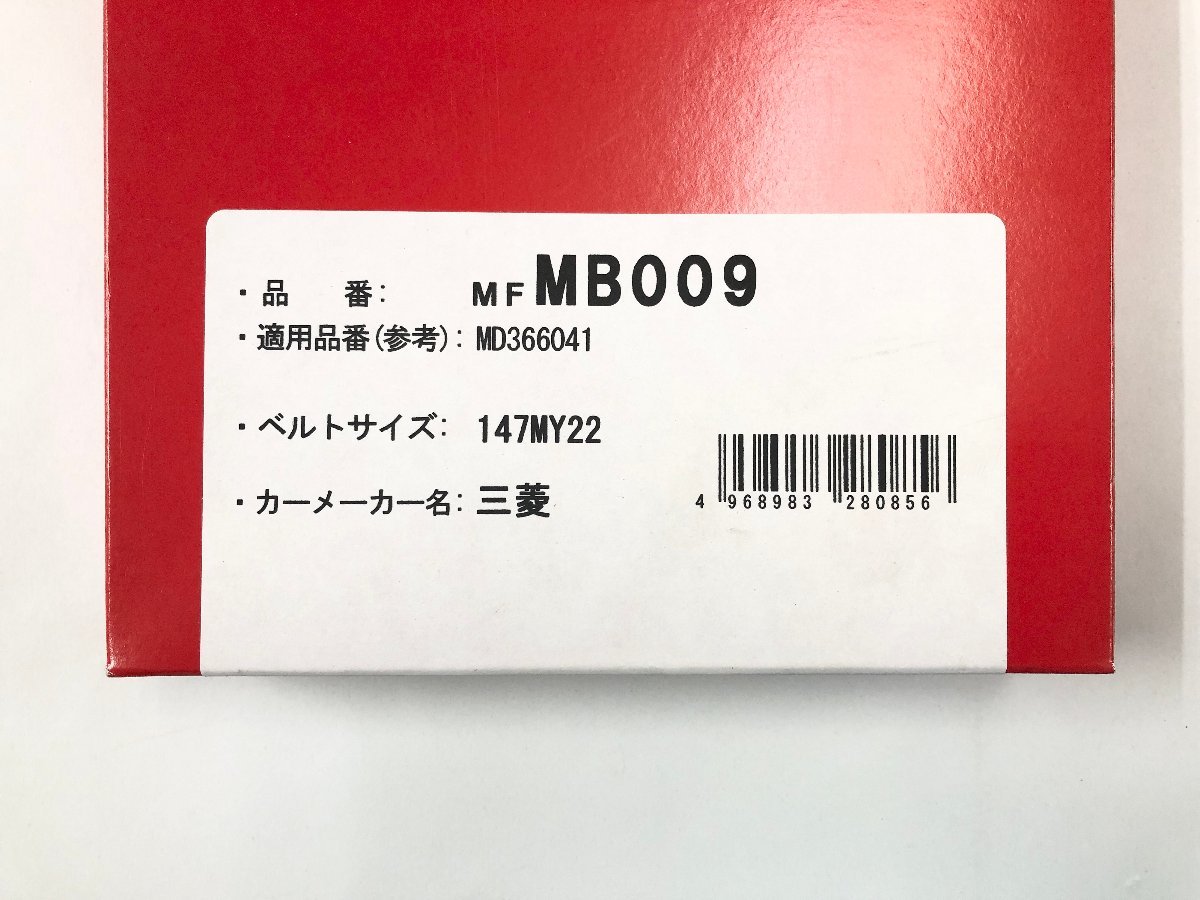 ・品　番: MF MB009
・適用品番(参考): MD366041
・ベルトサイズ: 147MY22
・カーメーカー名: 三菱
4 968983 280856